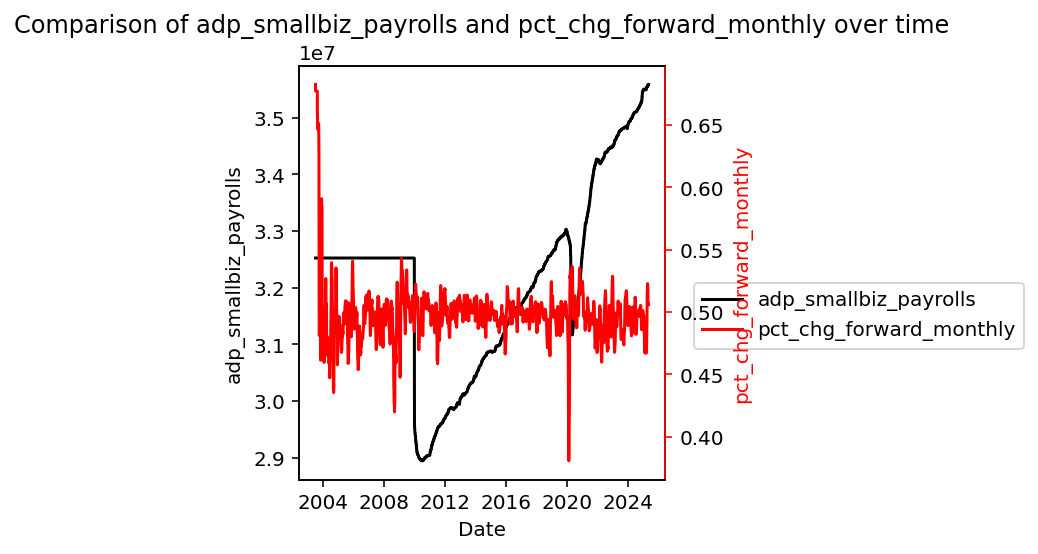 Comparison of adp_smallbiz_payrolls and pct_chg_forward_monthly over time
1e7
3.5
3.4
3.3
3.2
3.1
3.0
2.9
adp_smallbiz_payrolls
0.65
0.60
0.55
0.50
0.45
0.40
pct_chg_forward_monthly
adp_smallbiz_payrolls
pct_chg_forward_monthly
2004 2008 2012 2016 2020 2024
Date